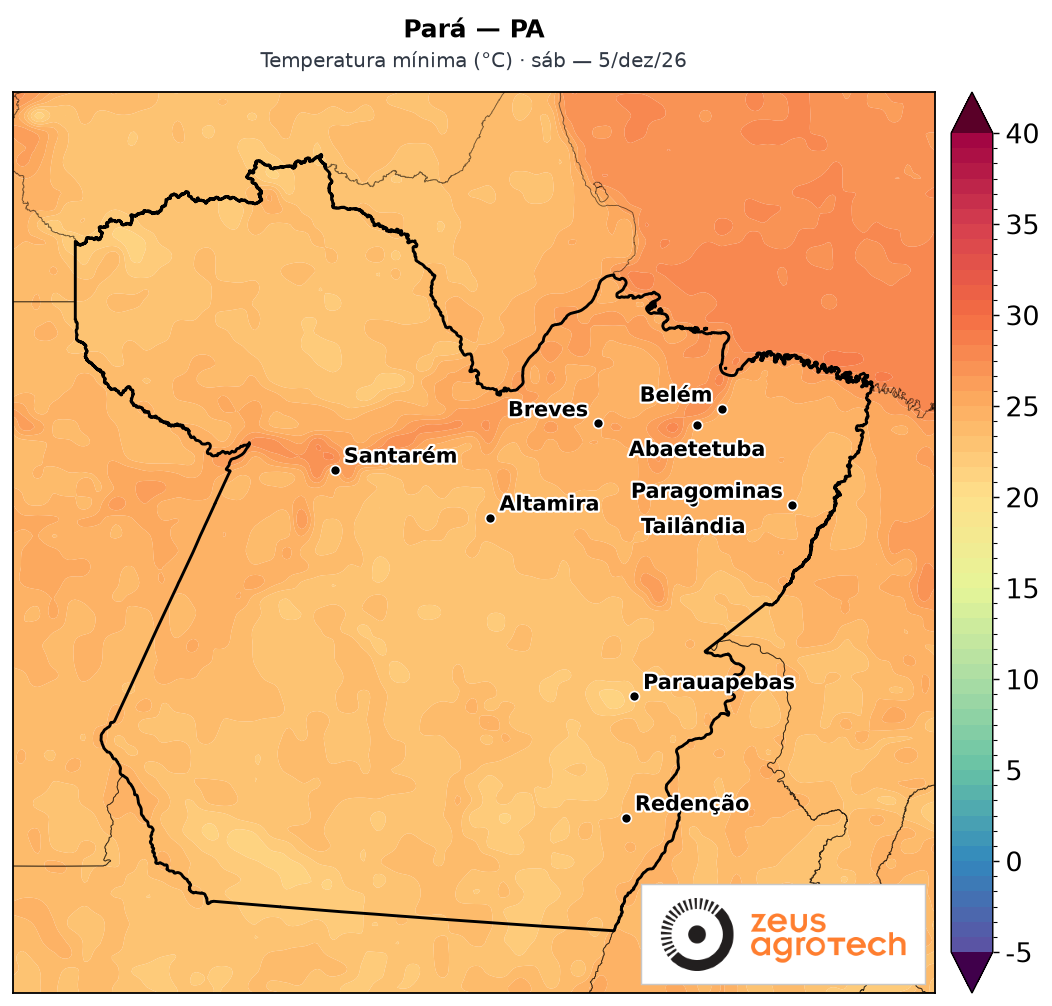 Pará — PA
Temperatura mínima (°C) · sáb — 5/dez/26
40
35
30
25
20
15
10
5
0
-5
Belém
Breves
Abaetetuba
Santarém
Paragominas
Altamira
Tailândia
Parauapebas
Redenção
zeus
agrotech